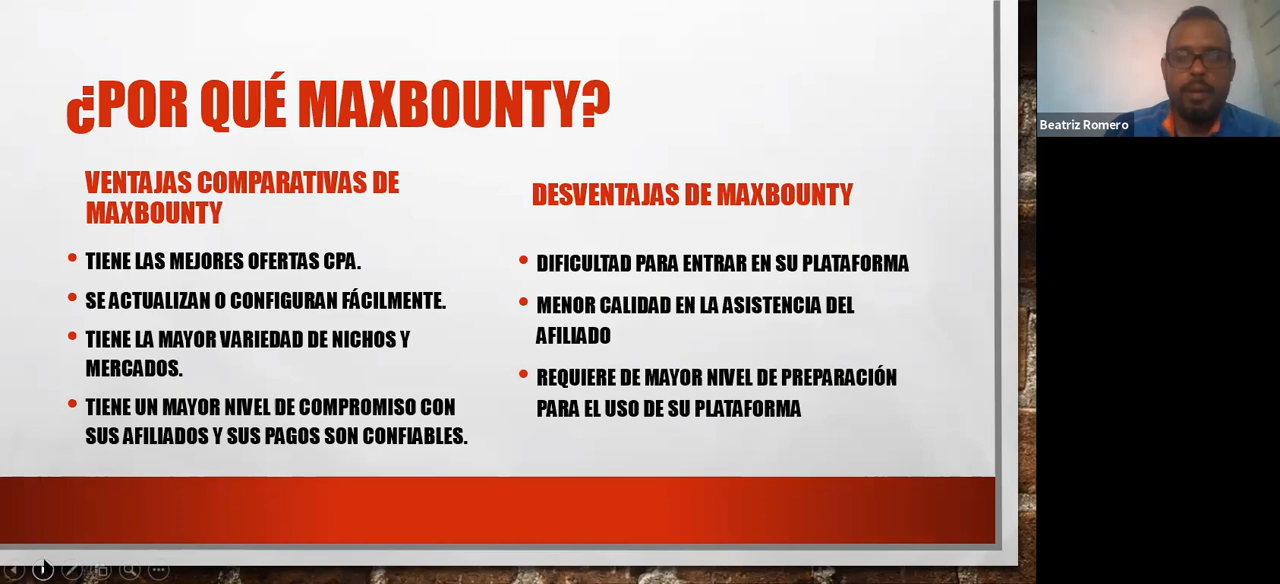 ¿POR QUÉ MAXBOUNTY?
VENTAJAS COMPARATIVAS DE
MAXBOUNTY
• TIENE LAS MEJORES OFERTAS CPA.
• SE ACTUALIZAN O CONFIGURAN FÁCILMENTE.
• TIENE LA MAYOR VARIEDAD DE NICHOS Y
MERCADOS.
• TIENE UN MAYOR NIVEL DE COMPROMISO CON
SUS AFILIADOS Y SUS PAGOS SON CONFIABLES.
DESVENTAJAS DE MAXBOUNTY
• DIFICULTAD PARA ENTRAR EN SU PLATAFORMA
• MENOR CALIDAD EN LA ASISTENCIA DEL
AFILIADO
• REQUIERE DE MAYOR NIVEL DE PREPARACIÓN
PARA EL USO DE SU PLATAFORMA
Beatriz Romero